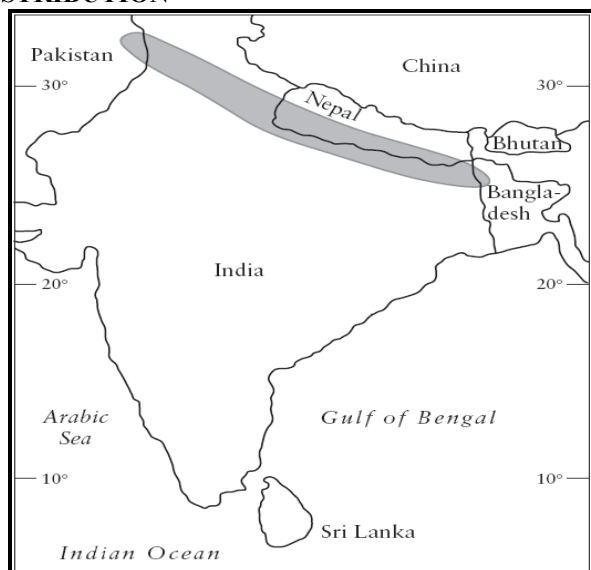 STRIBUTION
Pakistan
China
30°
30°
Nepal
Bhutan
Bangla-
desh
India
20°
20°
Arabic
Sea
Gulf of Bengal
10°
10°
Sri Lanka
Indian Ocean